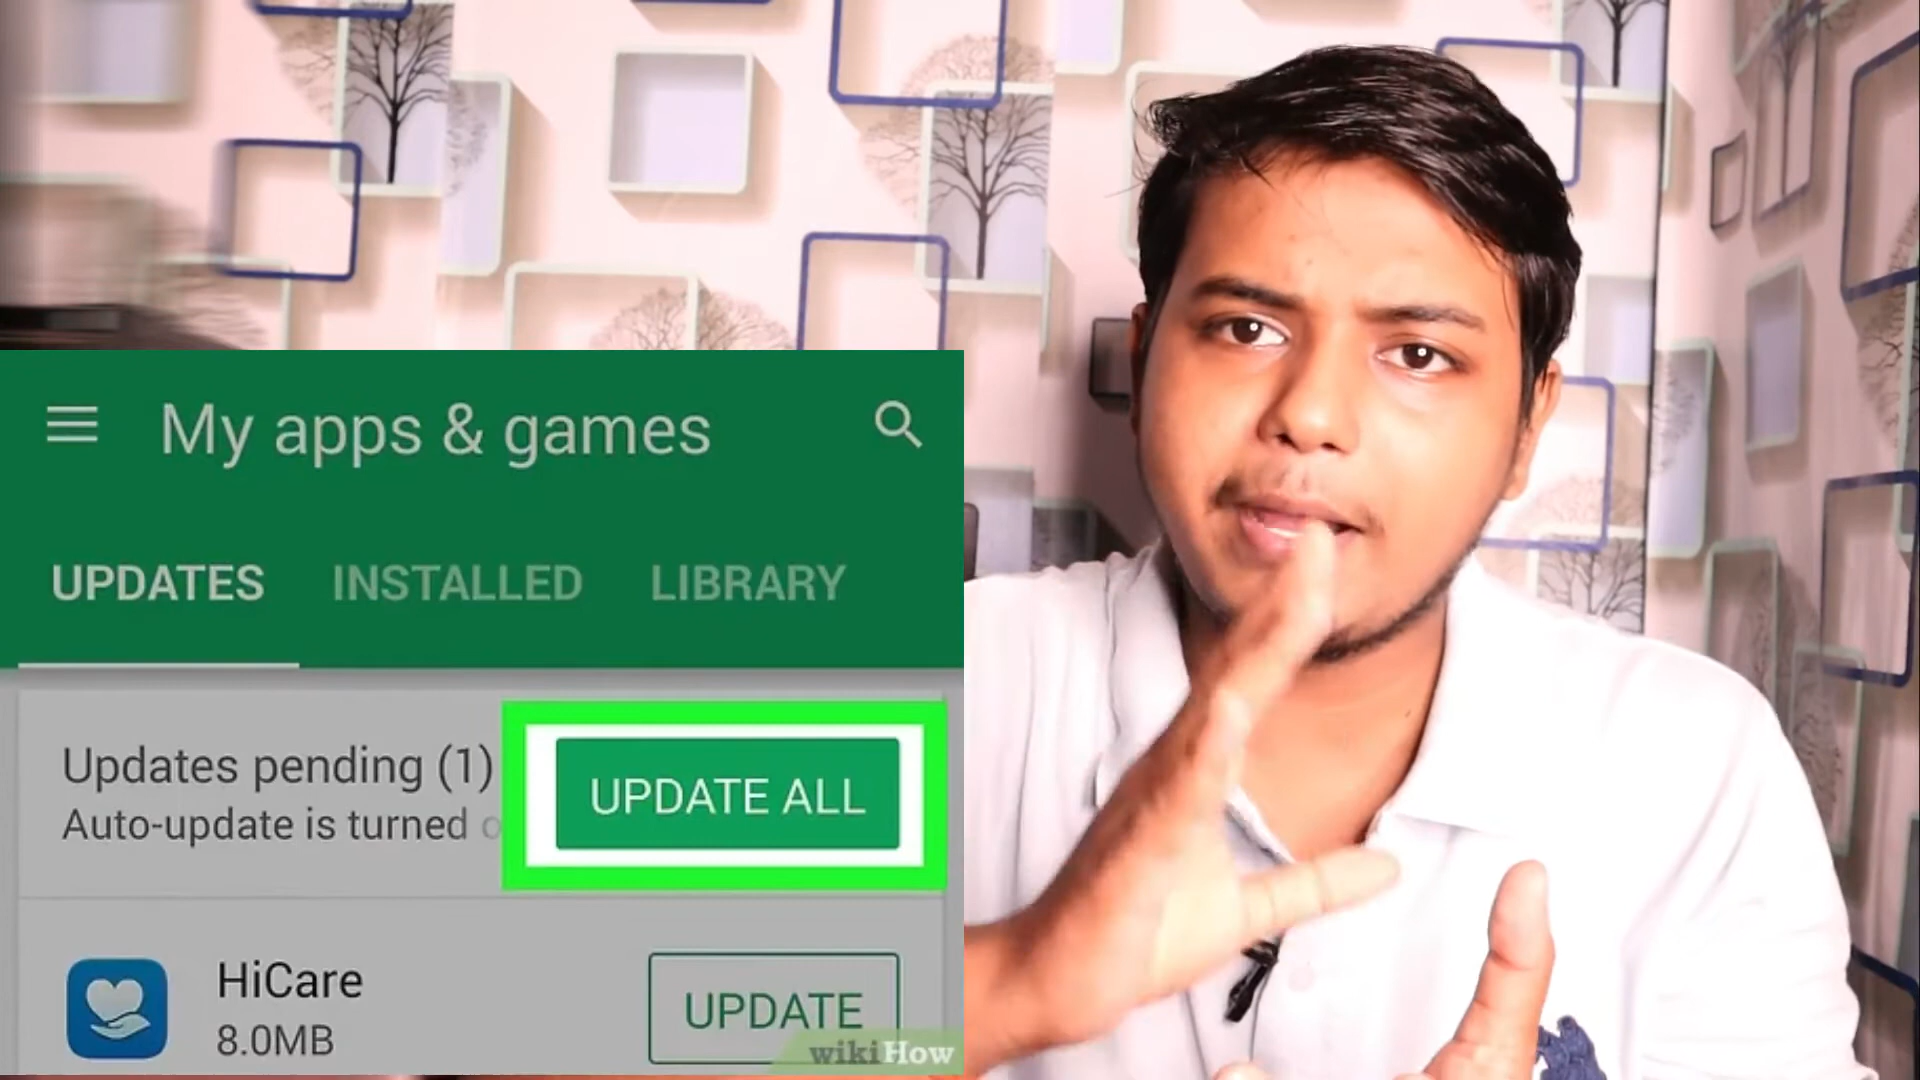 My apps & games
UPDATES INSTALLED LIBRARY
Updates pending (1)
UPDATE ALL
Auto-update is turned
HiCare
UPDATE
8.0MB
wikiHow